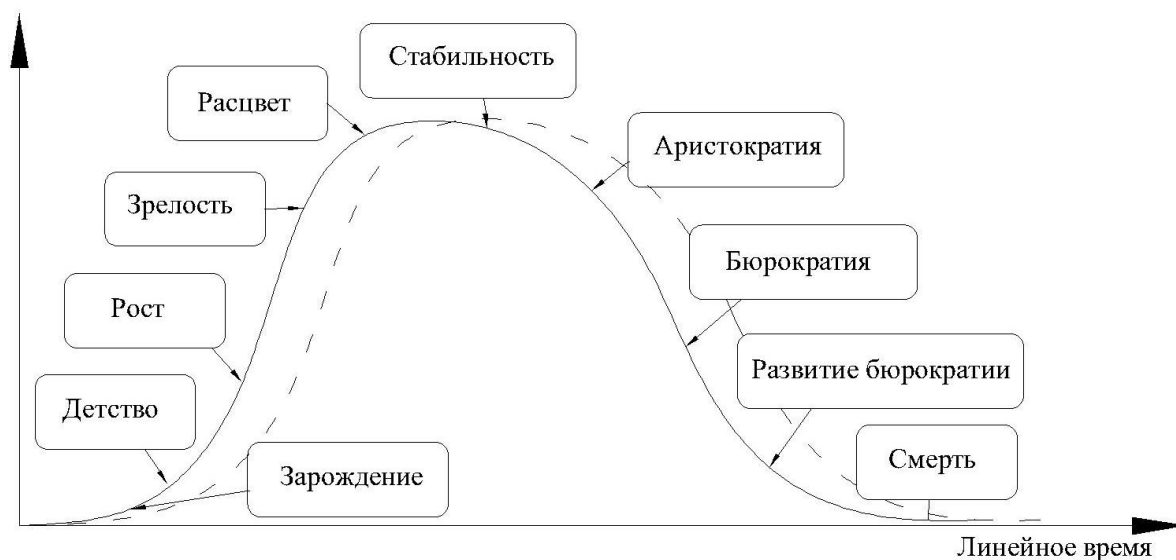 Стабильность
Расцвет
Аристократия
Зрелость
Бюрократия
Рост
Развитие бюрократии
Детство
Зарождение
Смерть
Линейное время